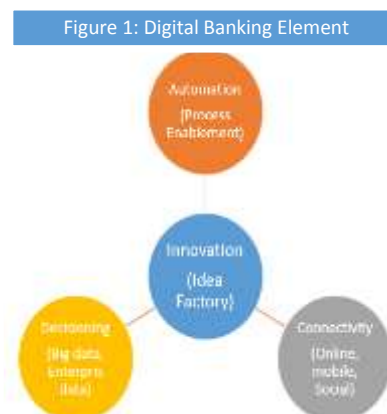 Figure 1: Digital Banking Element
Automation
(Process
Enablement)
Innovation
(Idea
Factory)
Decisioning
(Big data,
Enterpris
data)
Connectivity
(Online,
mobile,
Social)